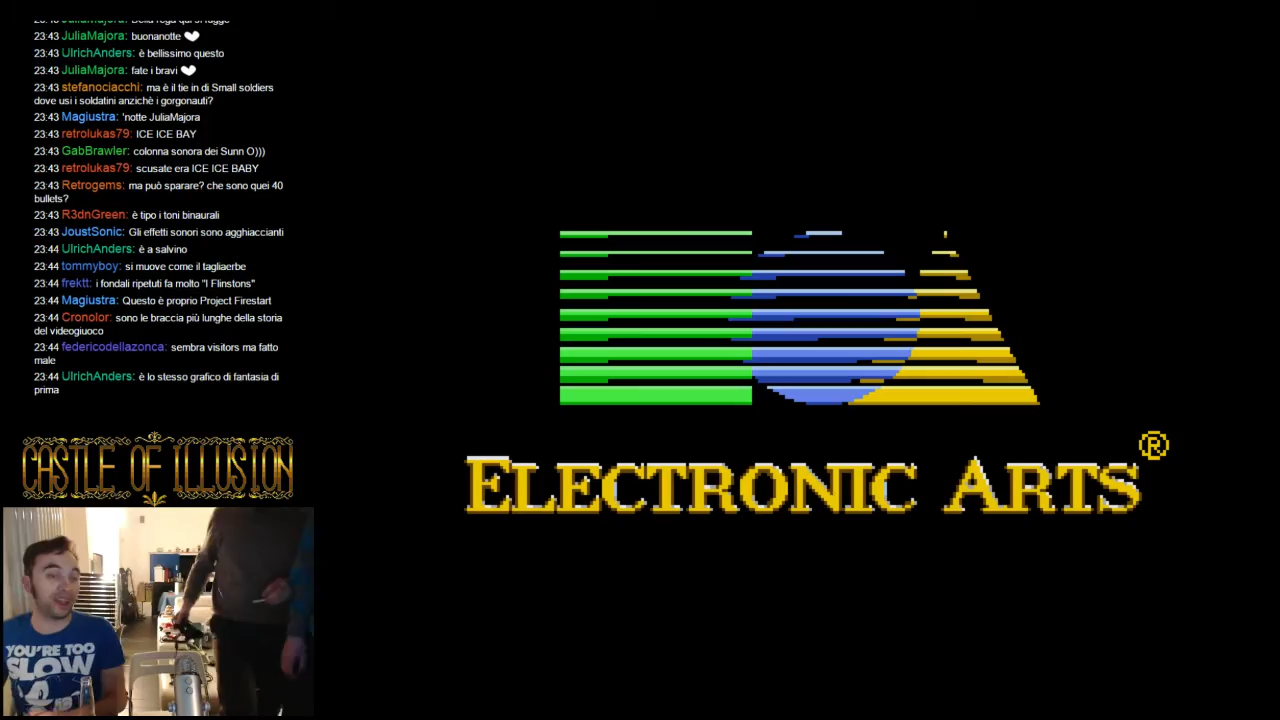 JuliaMajora: Bella raga qui si fugge
23:43 JuliaMajora: buonanotte
23:43 UlrichAnders: è bellissimo questo
23:43 JuliaMajora: fate i bravi
23:43 stefanociacchi: ma è il tie in di Small soldiers
dove usi i soldatini anzichè i gorgonauti?
23:43 Magiustra: 'notte JuliaMajora
23:43 retrolukas79: ICE ICE BAY
23:43 GabBrawler: colonna sonora dei Sunn O)))
23:43 retrolukas79: scusate era ICE ICE BABY
23:43 Retrogems: ma può sparare? che sono quei 40
bullets?
23:43 R3dnGreen: è tipo i toni binaurali
23:43 JoustSonic: Gli effetti sonori sono agghiaccianti
23:44 UlrichAnders: è a salvino
23:44 tommyboy: si muove come il tagliaerbe
23:44 frektt: i fondali ripetuti fa molto "I Flinstons"
23:44 Magiustra: Questo è proprio Project Firestart
23:44 Cronolor: sono le braccia più lunghe della storia
del videogiuoco
23:44 federicodellazonca: sembra visitors ma fatto
male
23:44 UlrichAnders: è lo stesso grafico di fantasia di
prima
CASTLE OF ILLUSION
YOU'RE TOO
SLOW
ELECTRONIC ARTS®